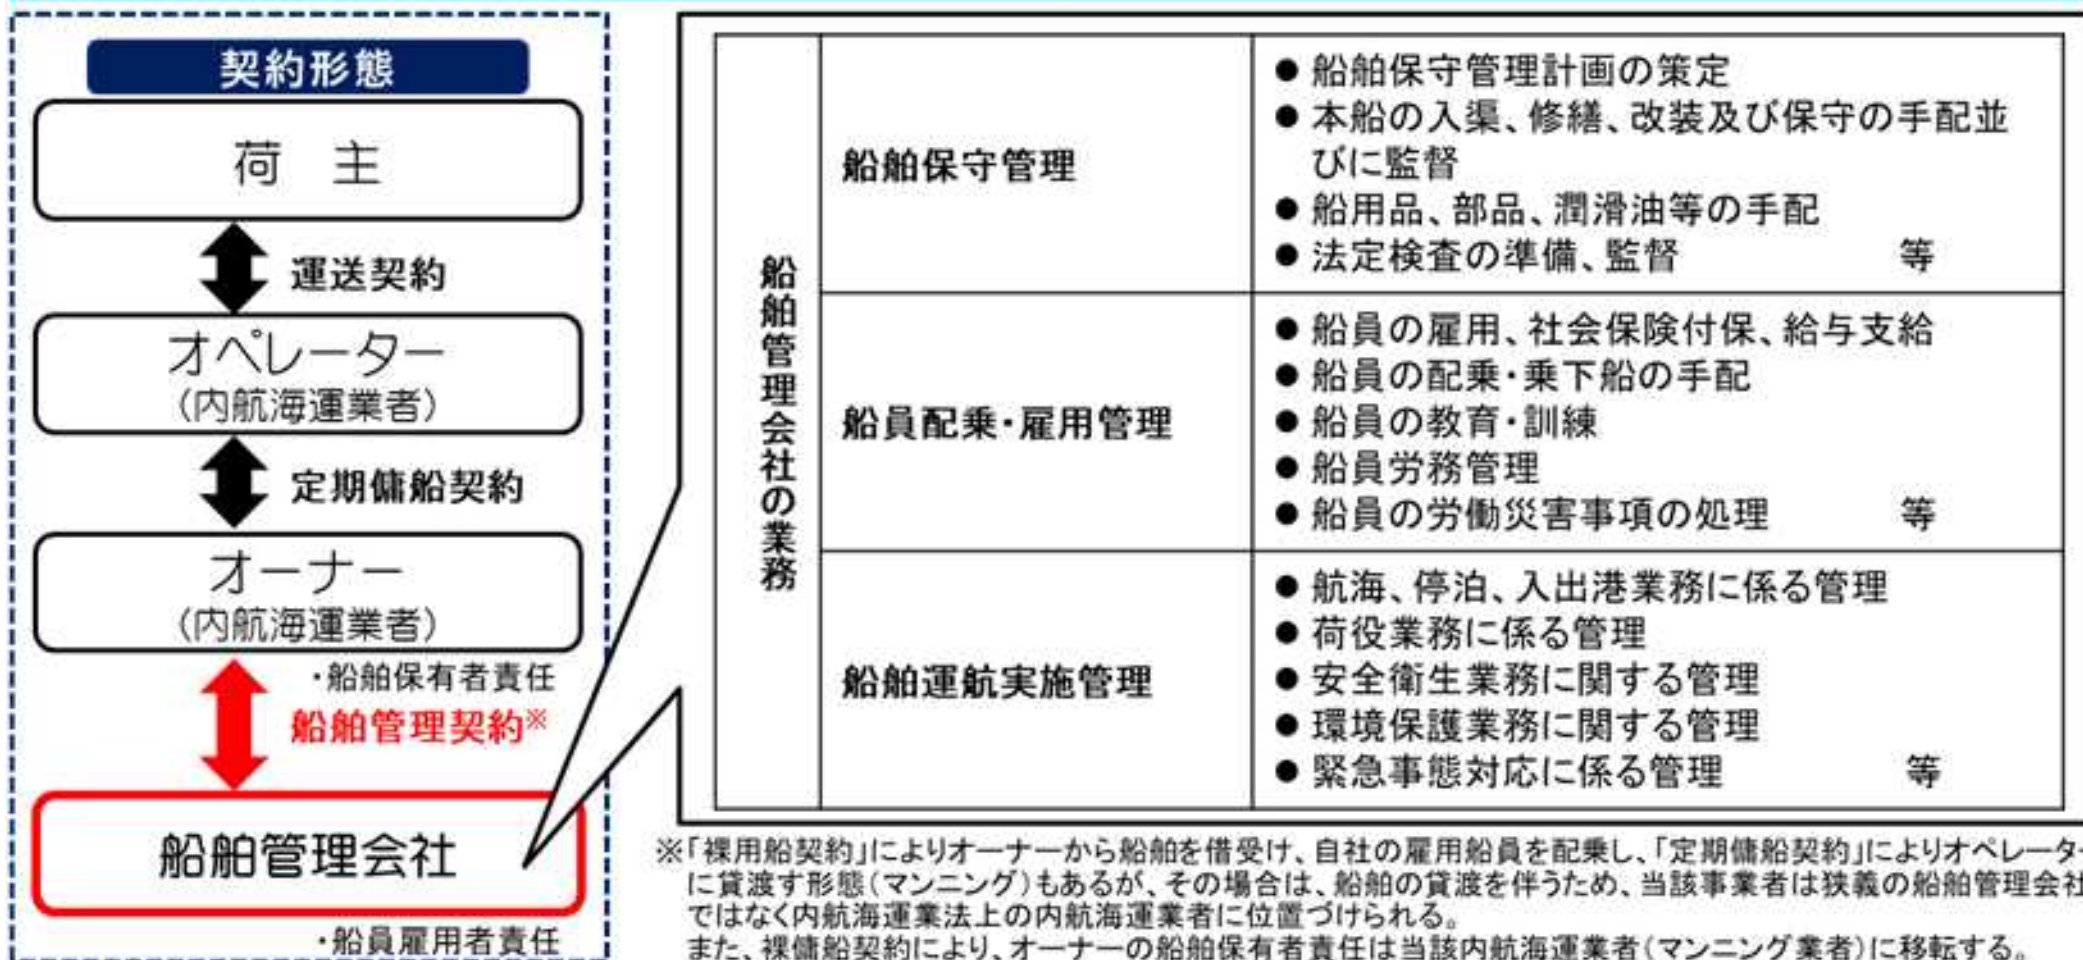 契約形態
荷 主
運送契約
オペレーター
(内航海運業者)
定期傭船契約
オーナー
(内航海運業者)
・船舶保有者責任
船舶管理契約※
船舶管理会社
・船員雇用者責任
船舶管理会社の業務
船舶保守管理
●船舶保守管理計画の策定
●本船の入渠、修繕、改装及び保守の手配並
びに監督
●船用品、部品、潤滑油等の手配
●法定検査の準備、監督 等
船員配乗・雇用管理
●船員の雇用、社会保険付保、給与支給
●船員の配乗・乗下船の手配
●船員の教育・訓練
●船員労務管理
●船員の労働災害事項の処理 等
船舶運航実施管理
●航海、停泊、入出港業務に係る管理
●荷役業務に係る管理
●安全衛生業務に関する管理
●環境保護業務に関する管理
●緊急事態対応に係る管理 等
※「裸用船契約」によりオーナーから船舶を借受け、自社の雇用船員を配乗し、「定期傭船契約」によりオペレーター
に貸渡す形態(マンニング)もあるが、その場合は、船舶の貸渡を伴うため、当該事業者は狭義の船舶管理会社
ではなく内航海運業法上の内航海運業者に位置づけられる。
また、裸傭船契約により、オーナーの船舶保有者責任は当該内航海運業者(マンニング業者)に移転する。